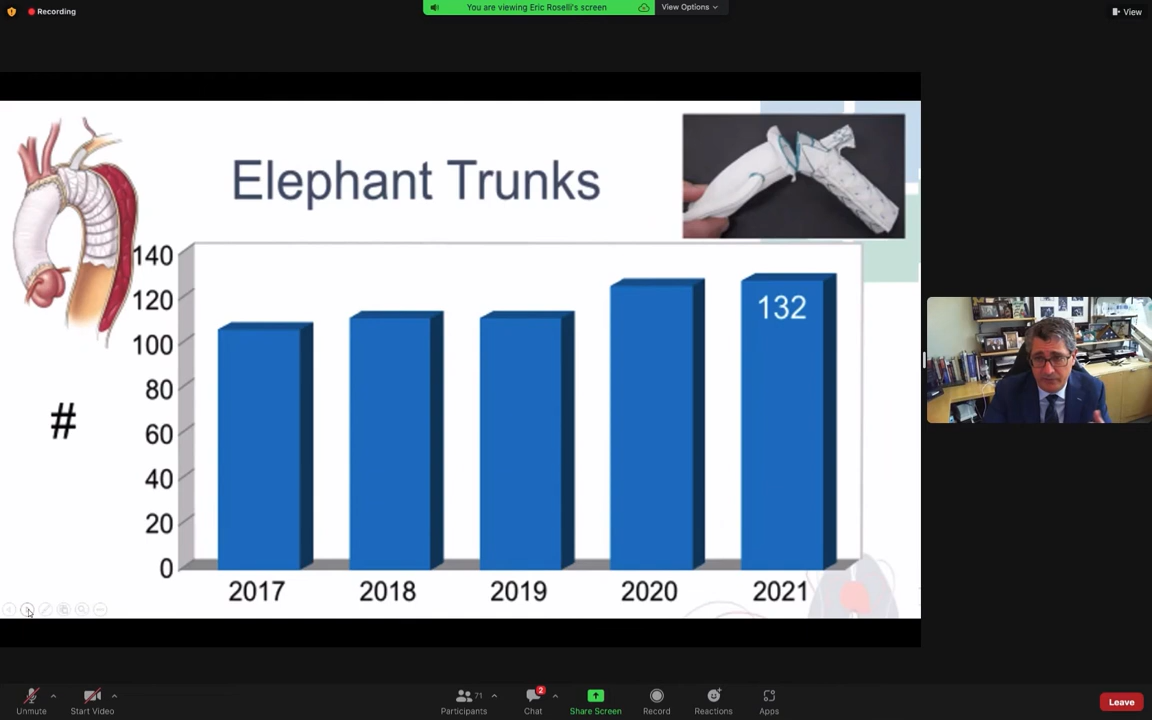 Recording
You are viewing Eric Roselli's screen
View Options
View
Elephant Trunks
140
120
100
80
60
40
20
0
#
132
2017
2018
2019
2020
2021
Unmute
Start Video
Participants
71
Chat
2
Share Screen
Record
Reactions
Apps
Leave